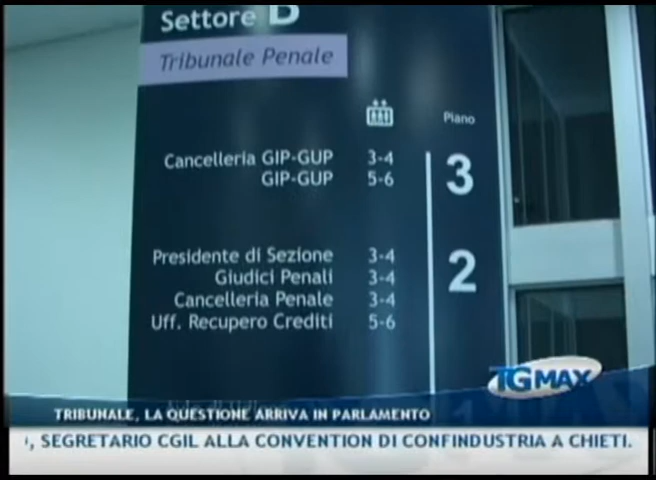 Settore B
Tribunale Penale
Piano
Cancelleria GIP-GUP 3-4
GIP-GUP 5-6
3
Presidente di Sezione 3-4
Giudici Penali 3-4
2
Cancelleria Penale 3-4
Uff. Recupero Crediti 5-6
TGMAX
TRIBUNALE, LA QUESTIONE ARRIVA IN PARLAMENTO
, SEGRETARIO CGIL ALLA CONVENTION DI CONFINDUSTRIA A CHIETI.